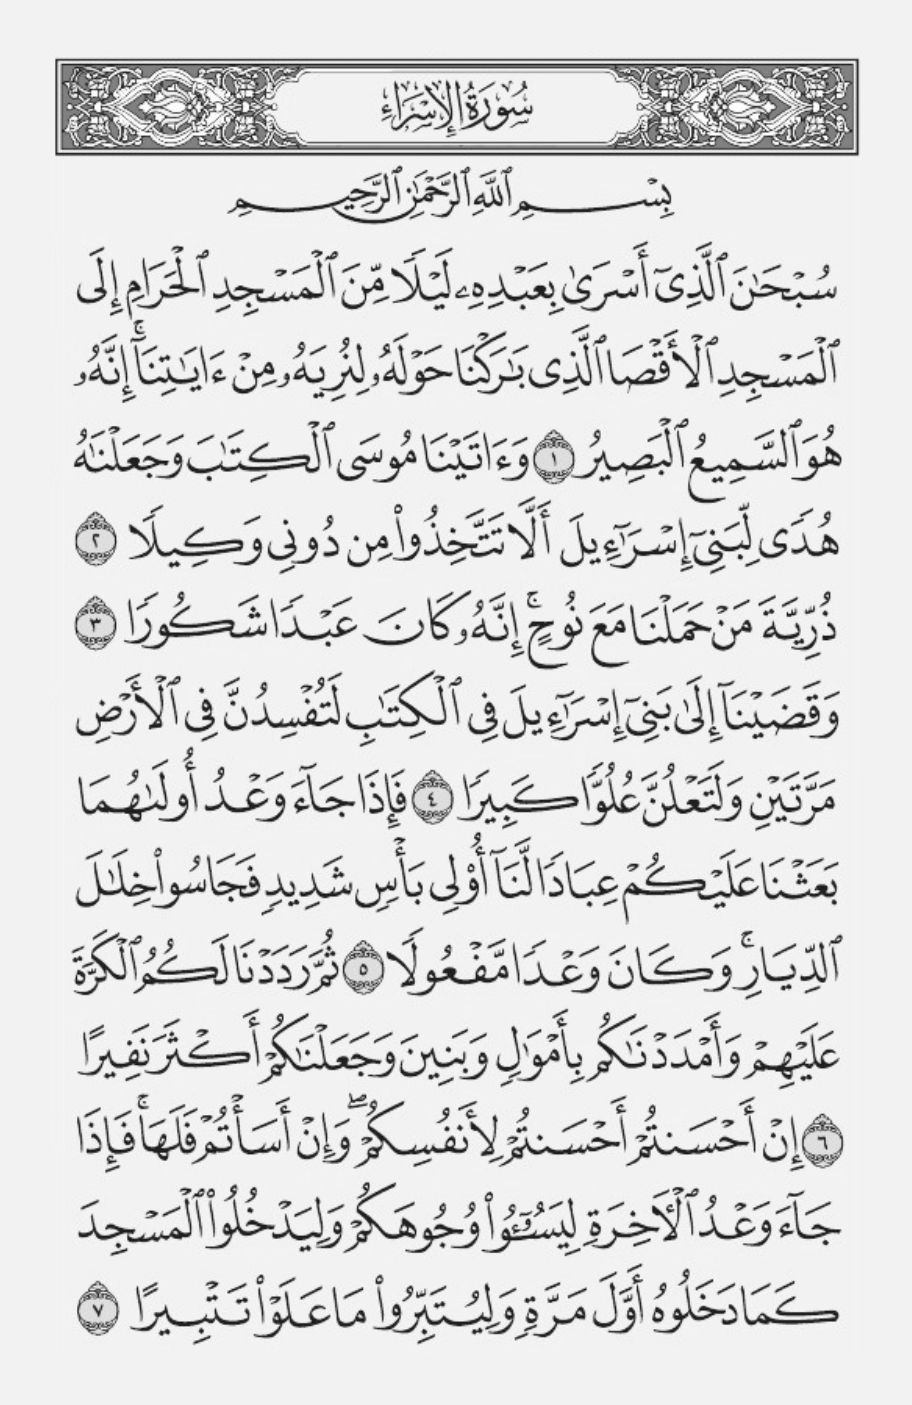 سُورَةُ الإِسْرَاءِ
بِسْمِ ٱللَّهِ ٱلرَّحْمَٰنِ ٱلرَّحِيمِ
سُبْحَٰنَ ٱلَّذِىٓ أَسْرَىٰ بِعَبْدِهِۦ لَيْلًا مِّنَ ٱلْمَسْجِدِ ٱلْحَرَامِ إِلَى
ٱلْمَسْجِدِ ٱلْأَقْصَا ٱلَّذِى بَٰرَكْنَا حَوْلَهُۥ لِنُرِيَهُۥ مِنْ ءَايَٰتِنَآ ۚ إِنَّهُۥ
هُوَ ٱلسَّمِيعُ ٱلْبَصِيرُ ١ وَءَاتَيْنَا مُوسَى ٱلْكِتَٰبَ وَجَعَلْنَٰهُ
هُدًى لِّبَنِىٓ إِسْرَٰٓءِيلَ أَلَّا تَتَّخِذُوا۟ مِن دُونِى وَكِيلًا ٢
ذُرِّيَّةَ مَنْ حَمَلْنَا مَعَ نُوحٍ ۚ إِنَّهُۥ كَانَ عَبْدًا شَكُورًا ٣
وَقَضَيْنَآ إِلَىٰ بَنِىٓ إِسْرَٰٓءِيلَ فِى ٱلْكِتَٰبِ لَتُفْسِدُنَّ فِى ٱلْأَرْضِ
مَرَّتَيْنِ وَلَتَعْلُنَّ عُلُوًّا كَبِيرًا ٤ فَإِذَا جَآءَ وَعْدُ أُولَىٰهُمَا
بَعَثْنَا عَلَيْكُمْ عِبَادًا لَّنَآ أُو۟لِى بَأْسٍ شَدِيدٍ فَجَاسُوا۟ خِلَٰلَ
ٱلدِّيَارِ ۚ وَكَانَ وَعْدًا مَّفْعُولًا ٥ ثُمَّ رَدَدْنَا لَكُمُ ٱلْكَرَّةَ
عَلَيْهِمْ وَأَمْدَدْنَٰكُم بِأَمْوَٰلٍ وَبَنِينَ وَجَعَلْنَٰكُمْ أَكْثَرَ نَفِيرًا
٦ إِنْ أَحْسَنتُمْ أَحْسَنتُمْ لِأَنفُسِكُمْ ۖ وَإِنْ أَسَأْتُمْ فَلَهَا ۚ فَإِذَا
جَآءَ وَعْدُ ٱلْـَٔاخِرَةِ لِيَسُـۥٓـُٔوا۟ وُجُوهَكُمْ وَلِيَدْخُلُوا۟ ٱلْمَسْجِدَ
كَمَا دَخَلُوهُ أَوَّلَ مَرَّةٍ وَلِيُتَبِّرُوا۟ مَا عَلَوْا۟ تَتْبِيرًا ٧